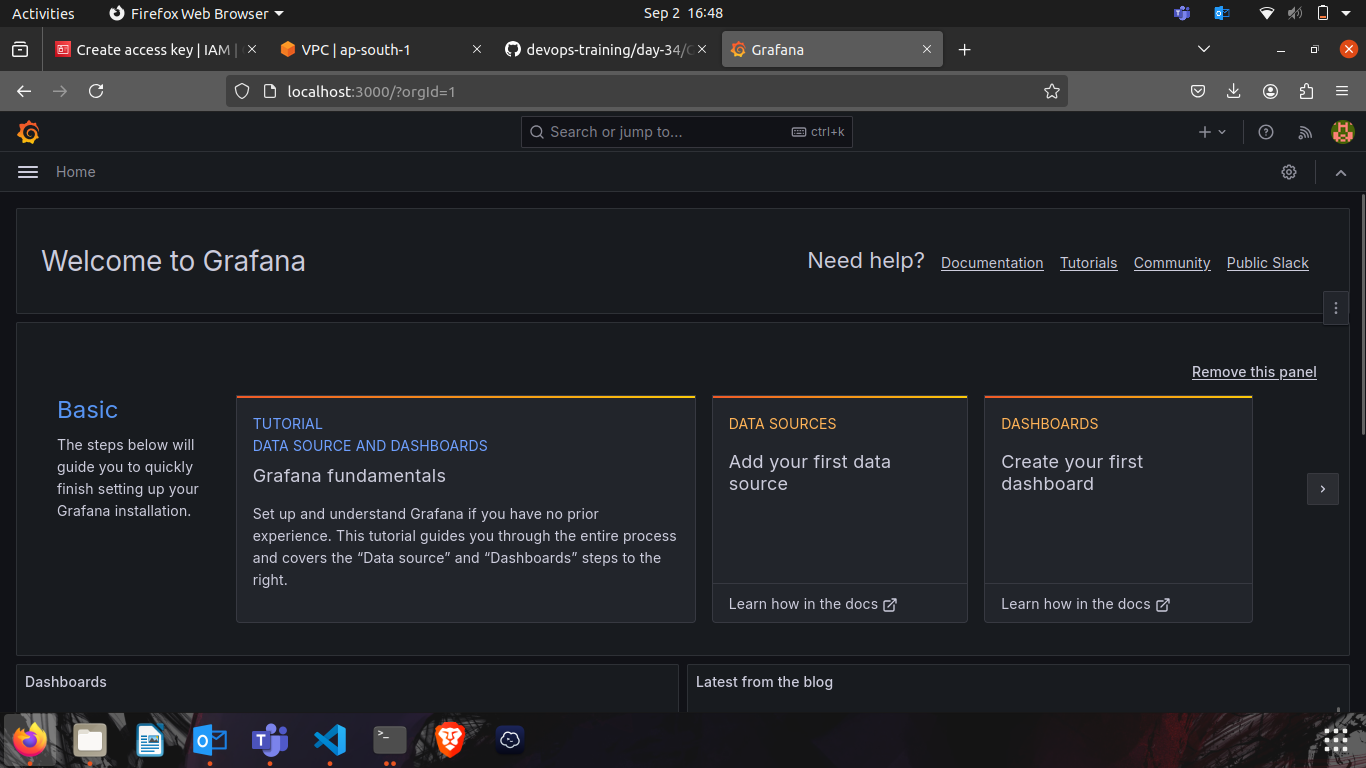 Activities
Firefox Web Browser
Sep 2 16:48
Create access key | IAM |
VPC | ap-south-1
devops-training/day-34/
Grafana
localhost:3000/?orgId=1
Search or jump to...
ctrl+k
Home
Welcome to Grafana
Need help?
Documentation
Tutorials
Community
Public Slack
Remove this panel
Basic
The steps below will
guide you to quickly
finish setting up your
Grafana installation.
TUTORIAL
DATA SOURCE AND DASHBOARDS
Grafana fundamentals
Set up and understand Grafana if you have no prior
experience. This tutorial guides you through the entire process
and covers the “Data source” and “Dashboards” steps to the
right.
DATA SOURCES
Add your first data
source
Learn how in the docs
DASHBOARDS
Create your first
dashboard
Learn how in the docs
Dashboards
Latest from the blog